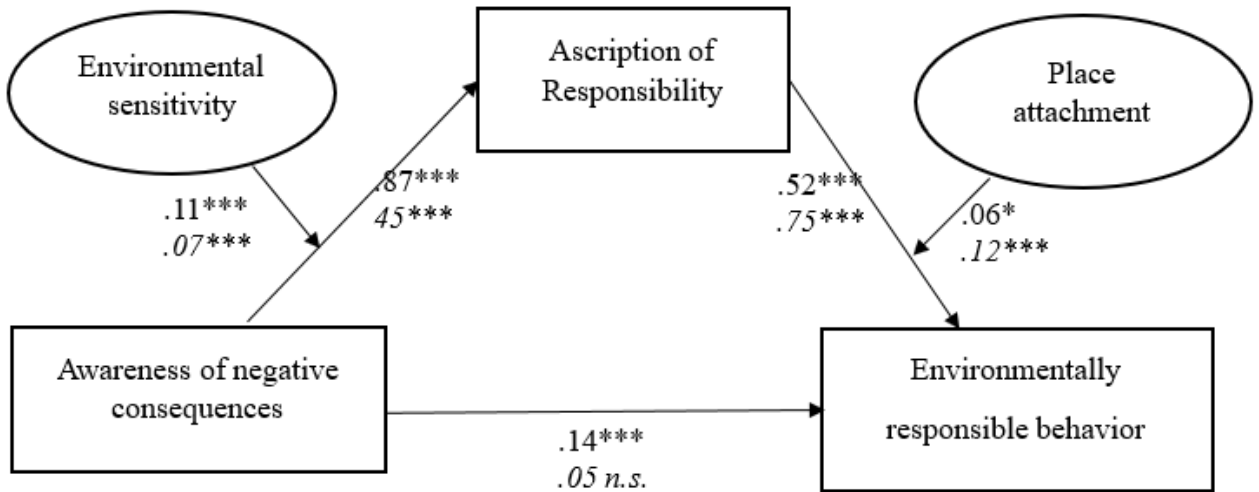 Environmental
sensitivity
Ascription of
Responsibility
Place
attachment
.11***
.07***
.87***
45***
.52***
.75***
.06*
.12***
Awareness of negative
consequences
Environmentally
responsible behavior
.14***
.05 n.s.